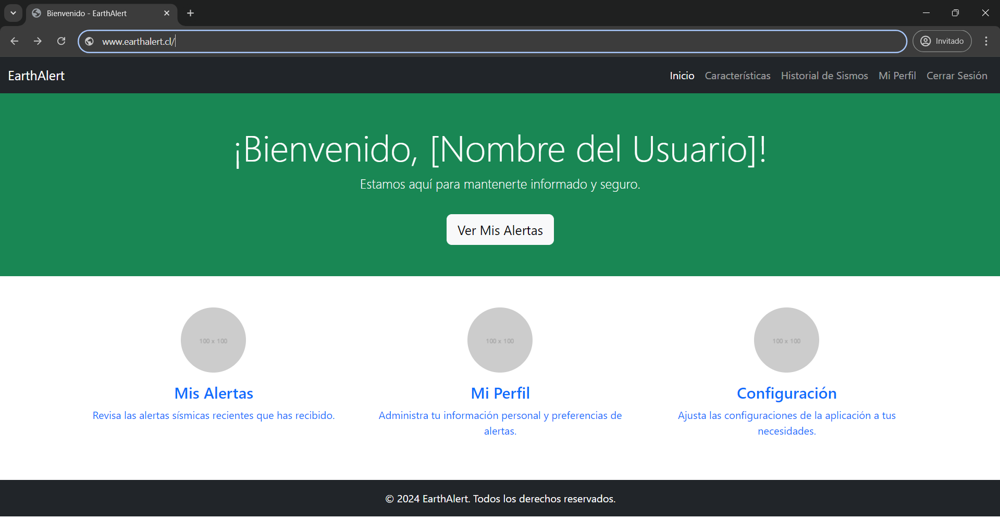 Bienvenido - EarthAlert
www.earthalert.cl/
Invitado
EarthAlert
Inicio Características Historial de Sismos Mi Perfil Cerrar Sesión
¡Bienvenido, [Nombre del Usuario]!
Estamos aquí para mantenerte informado y seguro.
Ver Mis Alertas
100 x 100
Mis Alertas
Revisa las alertas sísmicas recientes que has recibido.
100 x 100
Mi Perfil
Administra tu información personal y preferencias de
alertas.
100 x 100
Configuración
Ajusta las configuraciones de la aplicación a tus
necesidades.
© 2024 EarthAlert. Todos los derechos reservados.